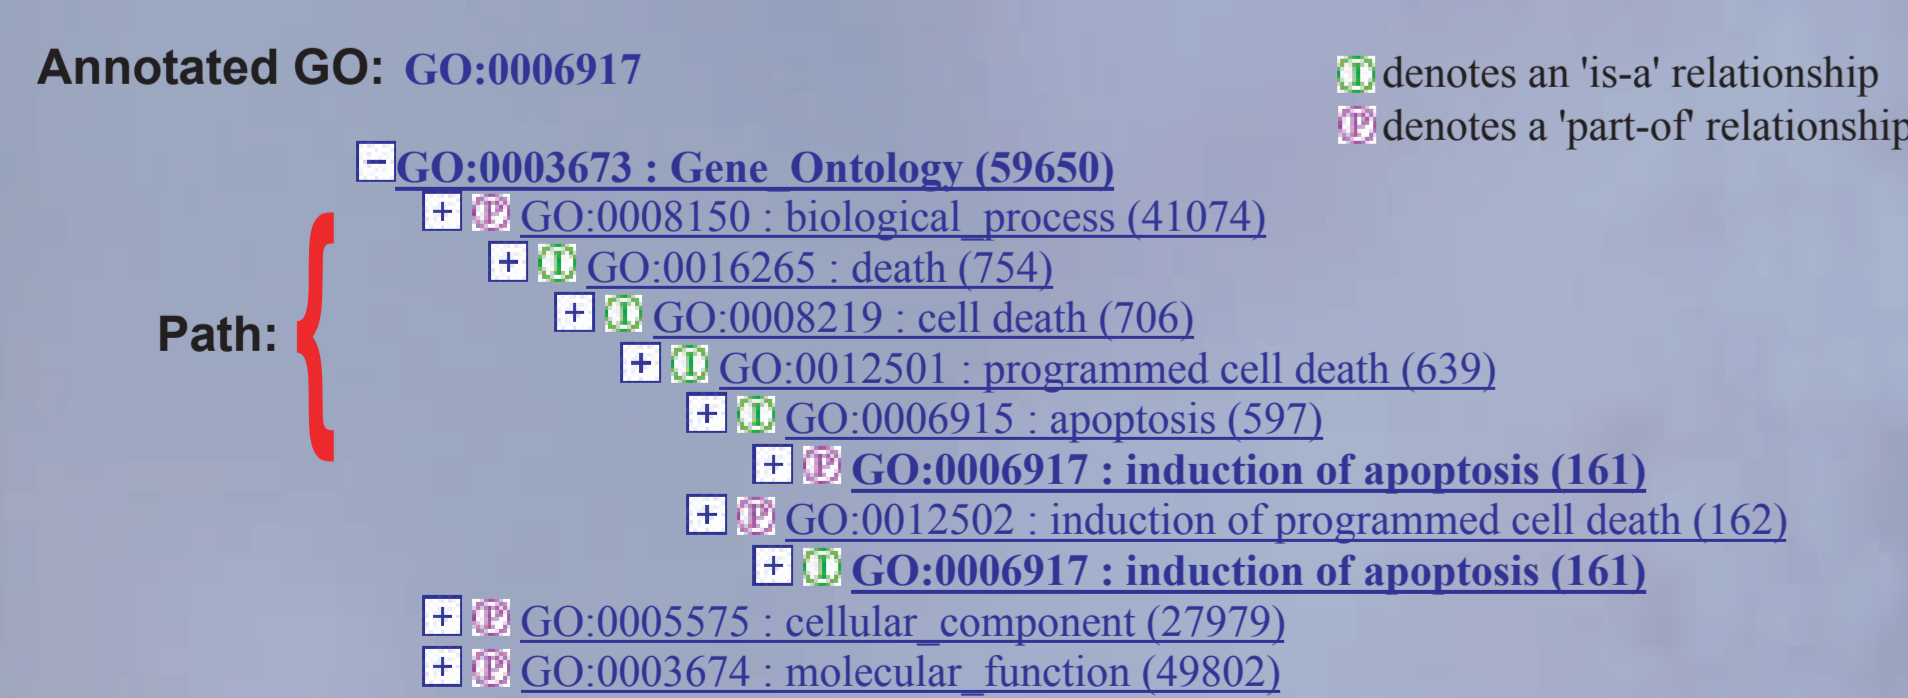 Annotated GO: GO:0006917
I denotes an 'is-a' relationship
P denotes a 'part-of' relationship
- GO:0003673 : Gene_Ontology (59650)
+ P GO:0008150 : biological_process (41074)
+ I GO:0016265 : death (754)
+ I GO:0008219 : cell death (706)
Path:
+ I GO:0012501 : programmed cell death (639)
+ I GO:0006915 : apoptosis (597)
+ P GO:0006917 : induction of apoptosis (161)
+ P GO:0012502 : induction of programmed cell death (162)
+ I GO:0006917 : induction of apoptosis (161)
+ P GO:0005575 : cellular_component (27979)
+ P GO:0003674 : molecular_function (49802)